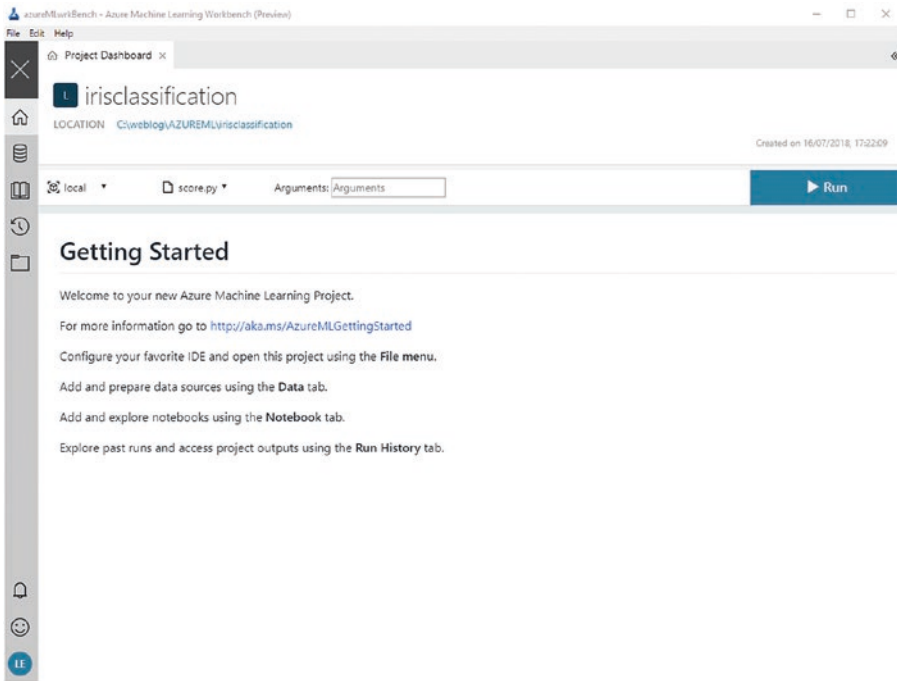 azureMLwrkBench - Azure Machine Learning Workbench (Preview)
File Edit Help
Project Dashboard
L irisclassification
LOCATION C:\weblog\AZUREML\irisclassification
Created on 16/07/2018, 17:22:09
local score.py Arguments: Arguments Run
Getting Started
Welcome to your new Azure Machine Learning Project.
For more information go to http://aka.ms/AzureMLGettingStarted
Configure your favorite IDE and open this project using the File menu.
Add and prepare data sources using the Data tab.
Add and explore notebooks using the Notebook tab.
Explore past runs and access project outputs using the Run History tab.
LE